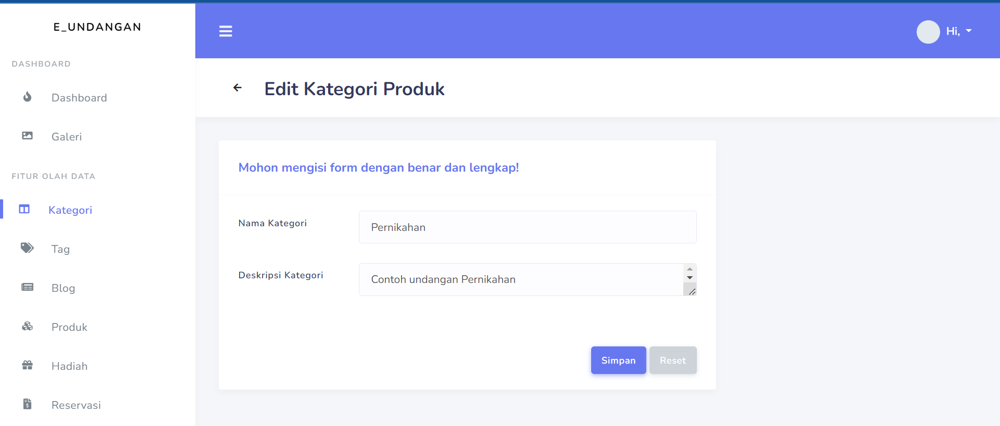 E_UNDANGAN
Hi,
DASHBOARD
Dashboard
Galeri
FITUR OLAH DATA
Kategori
Tag
Blog
Produk
Hadiah
Reservasi
Edit Kategori Produk
Mohon mengisi form dengan benar dan lengkap!
Nama Kategori
Pernikahan
Deskripsi Kategori
Contoh undangan Pernikahan
Simpan
Reset